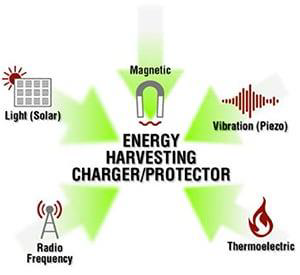 Magnetic
Light (Solar)
Vibration (Piezo)
ENERGY
HARVESTING
CHARGER/PROTECTOR
Radio
Frequency
Thermoelectric